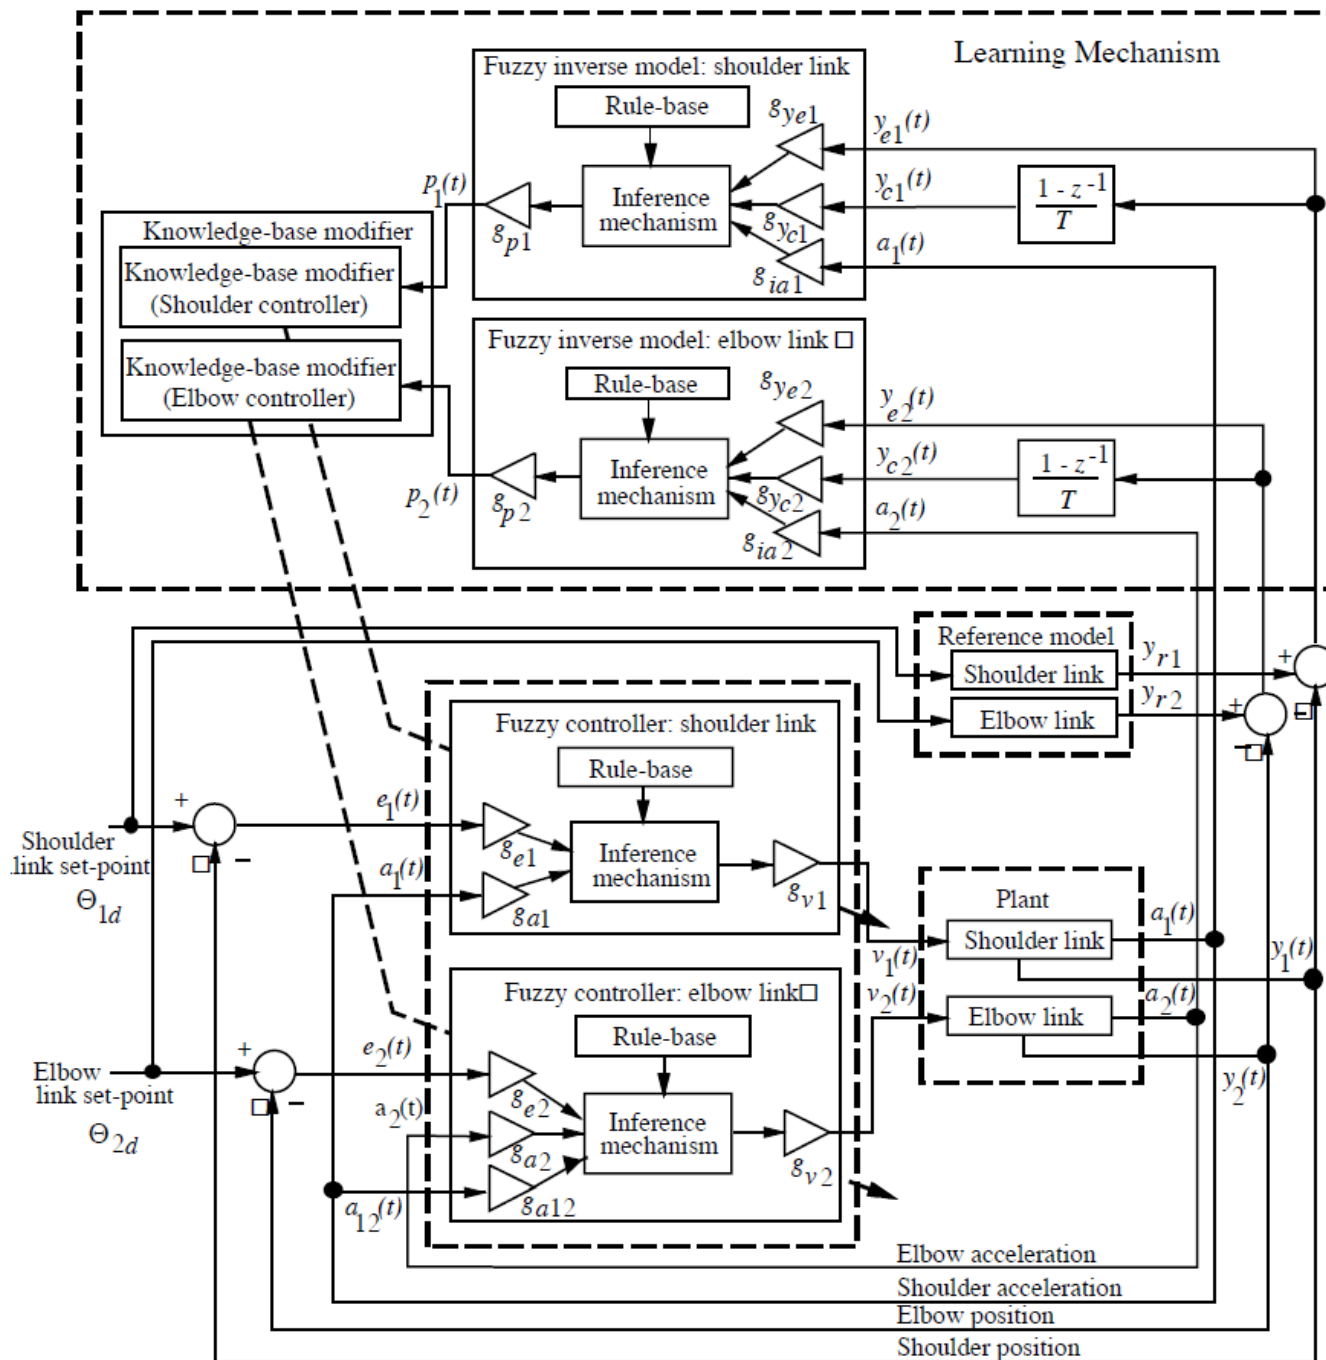 Learning Mechanism
Fuzzy inverse model: shoulder link
Rule-base
g_ye1
y_e1(t)
Inference
mechanism
g_yc1
y_c1(t)
1 - z^-1
T
p_1(t)
g_p1
g_ia1
a_1(t)
Knowledge-base modifier
Knowledge-base modifier
(Shoulder controller)
Knowledge-base modifier
(Elbow controller)
Fuzzy inverse model: elbow link □
Rule-base
g_ye2
y_e2(t)
Inference
mechanism
g_yc2
y_c2(t)
1 - z^-1
T
p_2(t)
g_p2
g_ia2
a_2(t)
Reference model
Shoulder link
y_r1
+
Elbow link
y_r2
+
□ −
− □
Fuzzy controller: shoulder link
Rule-base
+
e_1(t)
g_e1
Inference
mechanism
g_v1
Shoulder
link set-point
Θ_1d
□ −
a_1(t)
g_a1
v_1(t)
Plant
Shoulder link
a_1(t)
y_1(t)
Fuzzy controller: elbow link□
Rule-base
v_2(t)
Elbow link
a_2(t)
y_2(t)
+
e_2(t)
g_e2
Inference
mechanism
g_v2
Elbow
link set-point
Θ_2d
□ −
a_2(t)
g_a2
a_12(t)
g_a12
Elbow acceleration
Shoulder acceleration
Elbow position
Shoulder position